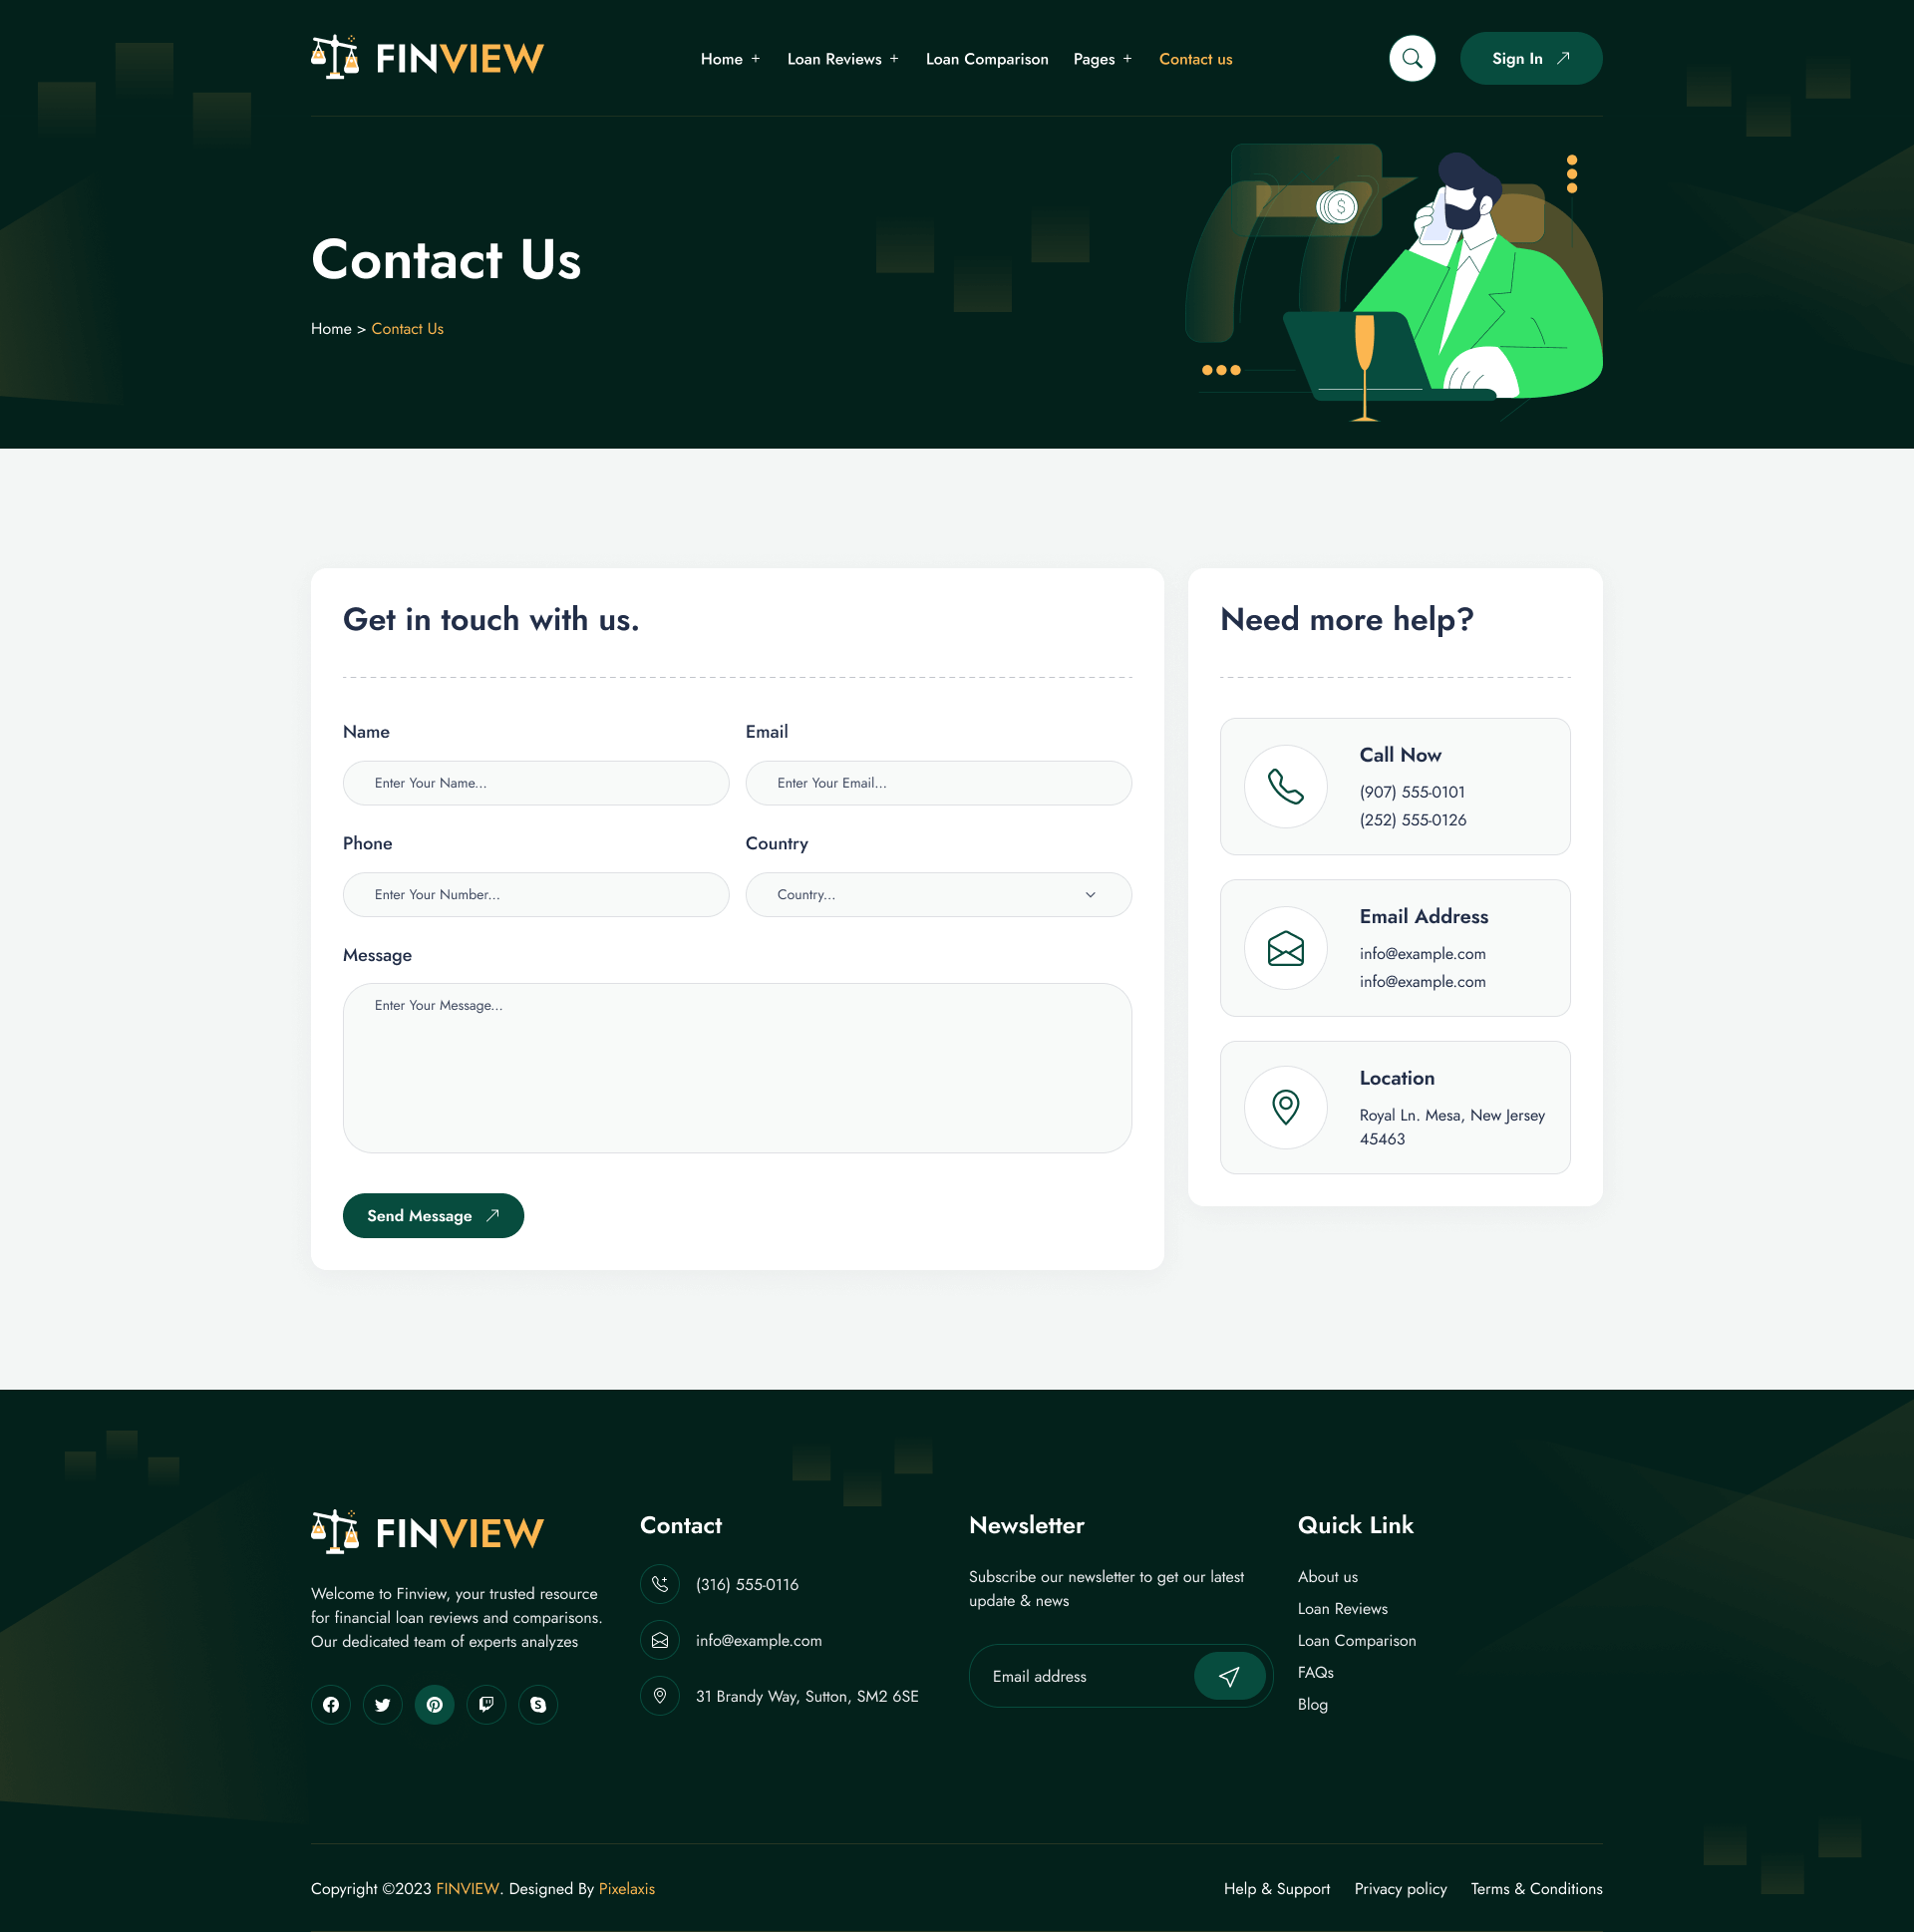 FINVIEW
Home + Loan Reviews + Loan Comparison Pages + Contact us
Sign In
Contact Us
Home > Contact Us
$
Get in touch with us.
Name
Email
Enter Your Name...
Enter Your Email...
Phone
Country
Enter Your Number...
Country...
Message
Enter Your Message...
Send Message
Need more help?
Call Now
(907) 555-0101
(252) 555-0126
Email Address
info@example.com
info@example.com
Location
Royal Ln. Mesa, New Jersey
45463
FINVIEW
Welcome to Finview, your trusted resource
for financial loan reviews and comparisons.
Our dedicated team of experts analyzes
Contact
(316) 555-0116
info@example.com
31 Brandy Way, Sutton, SM2 6SE
Newsletter
Subscribe our newsletter to get our latest
update & news
Email address
Quick Link
About us
Loan Reviews
Loan Comparison
FAQs
Blog
Copyright ©2023 FINVIEW. Designed By Pixelaxis
Help & Support Privacy policy Terms & Conditions